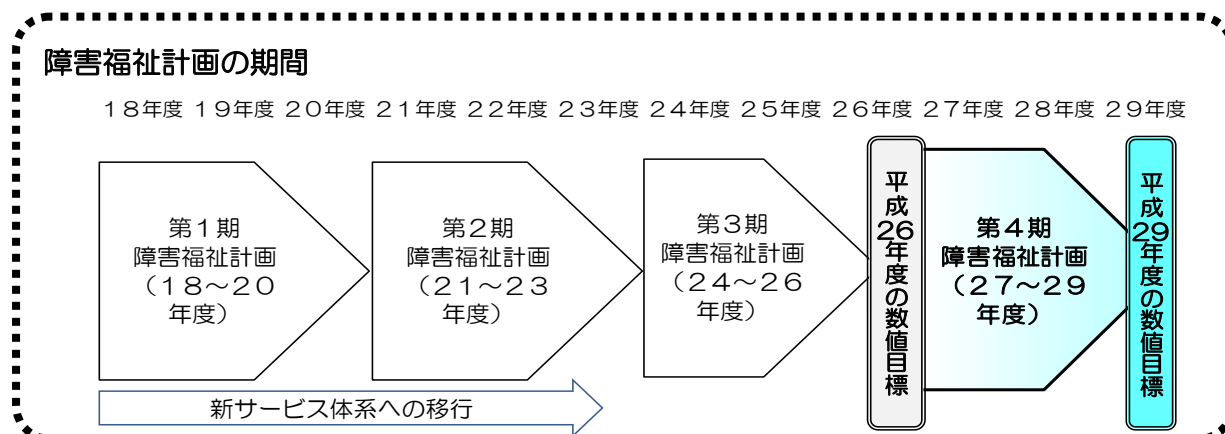 障害福祉計画の期間
18年度 19年度 20年度 21年度 22年度 23年度 24年度 25年度 26年度 27年度 28年度 29年度
第1期
障害福祉計画
（18～20
年度）
第2期
障害福祉計画
（21～23
年度）
第3期
障害福祉計画
（24～26
年度）
平成26年度の数値目標
第4期
障害福祉計画
（27～29
年度）
平成29年度の数値目標
新サービス体系への移行